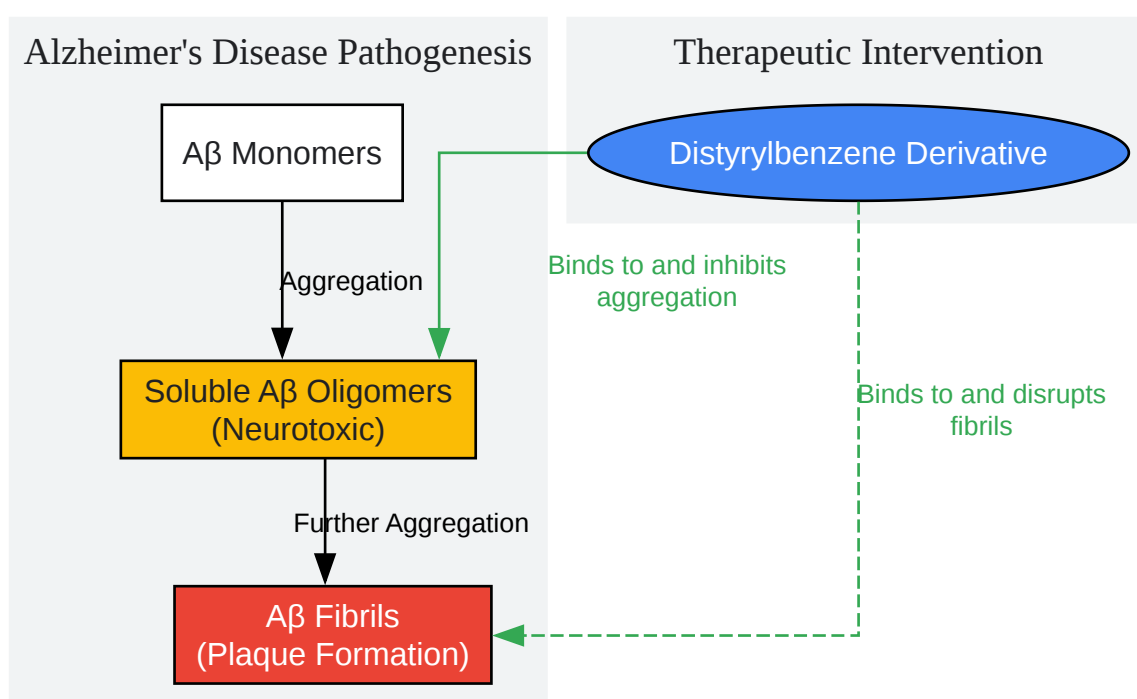 Alzheimer's Disease Pathogenesis
Therapeutic Intervention
Aβ Monomers
Distyrylbenzene Derivative
Aggregation
Binds to and inhibits
aggregation
Soluble Aβ Oligomers
(Neurotoxic)
Binds to and disrupts
fibrils
Further Aggregation
Aβ Fibrils
(Plaque Formation)